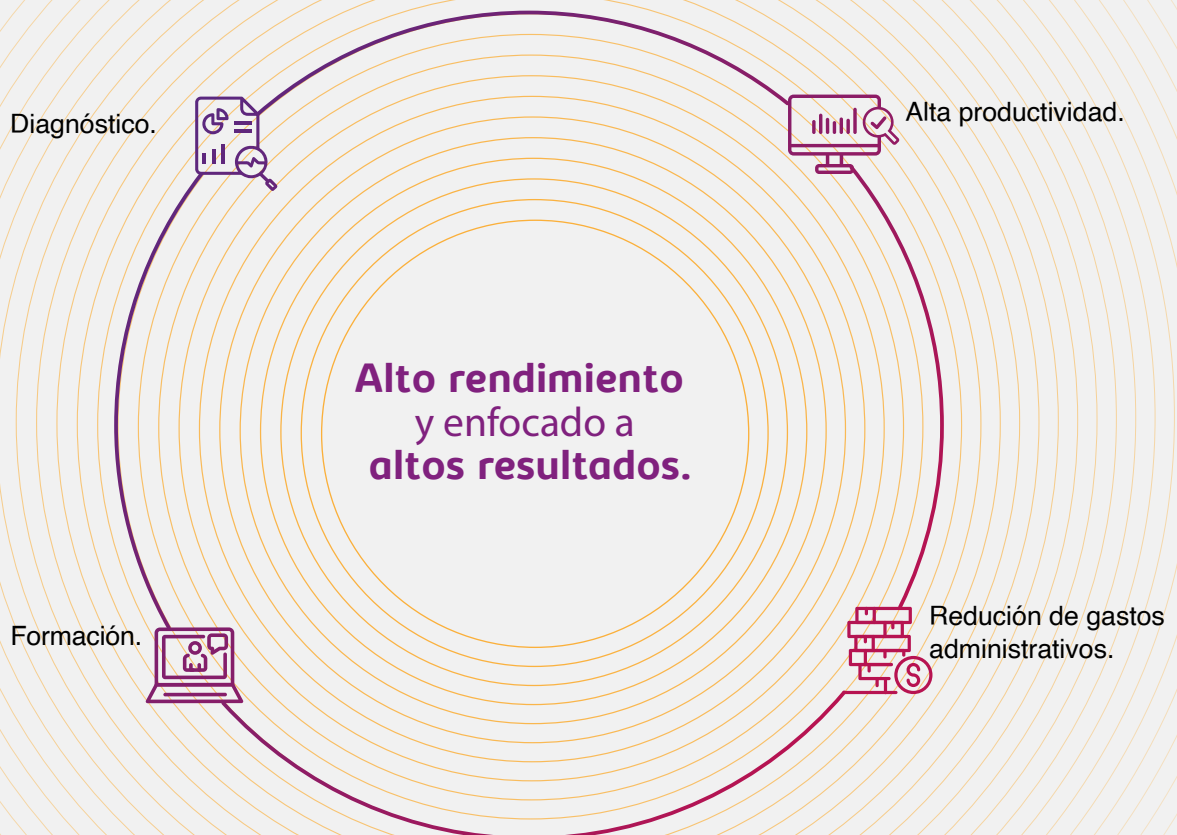 Diagnóstico.
Alta productividad.
Alto rendimiento
y enfocado a
altos resultados.
Formación.
Redución de gastos
administrativos.
S